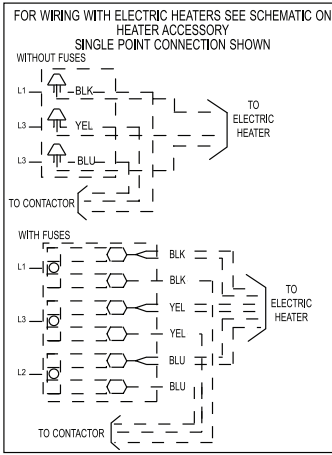 FOR WIRING WITH ELECTRIC HEATERS SEE SCHEMATIC ON
HEATER ACCESSORY
SINGLE POINT CONNECTION SHOWN
WITHOUT FUSES
L1
BLK
L3
YEL
L3
BLU
TO
ELECTRIC
HEATER
TO CONTACTOR
WITH FUSES
BLK
L1
BLK
YEL
L3
YEL
BLU
L2
BLU
TO
ELECTRIC
HEATER
TO CONTACTOR